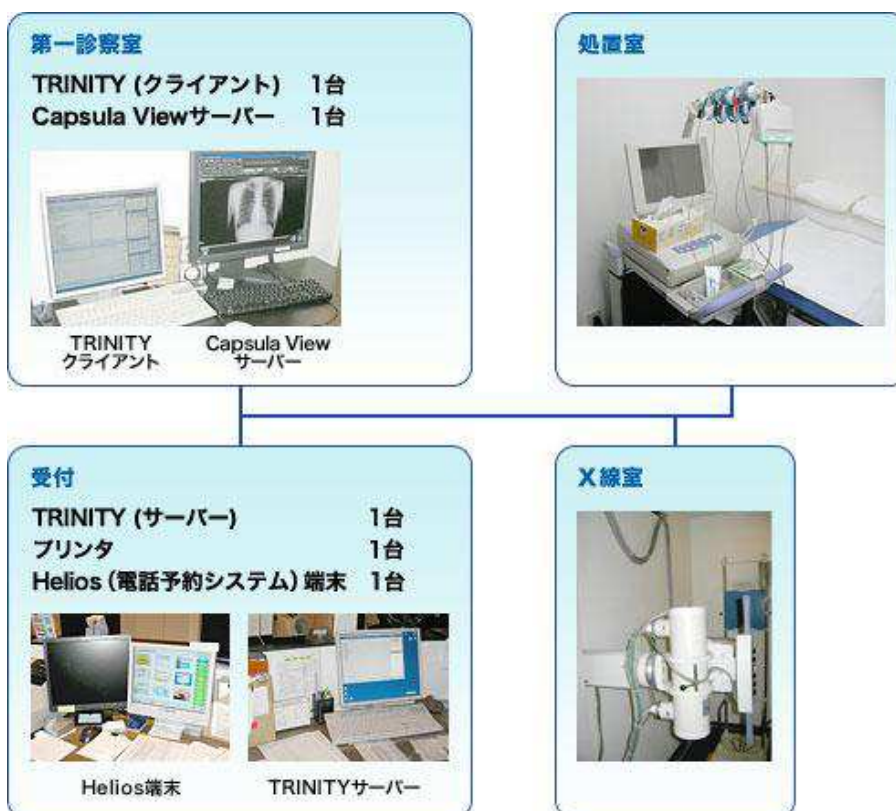 第一診察室
TRINITY (クライアント) 1台
Capsula Viewサーバー 1台
TRINITY
クライアント
Capsula View
サーバー
処置室
受付
TRINITY (サーバー) 1台
プリンタ 1台
Helios (電話予約システム) 端末 1台
Helios端末
TRINITYサーバー
X線室